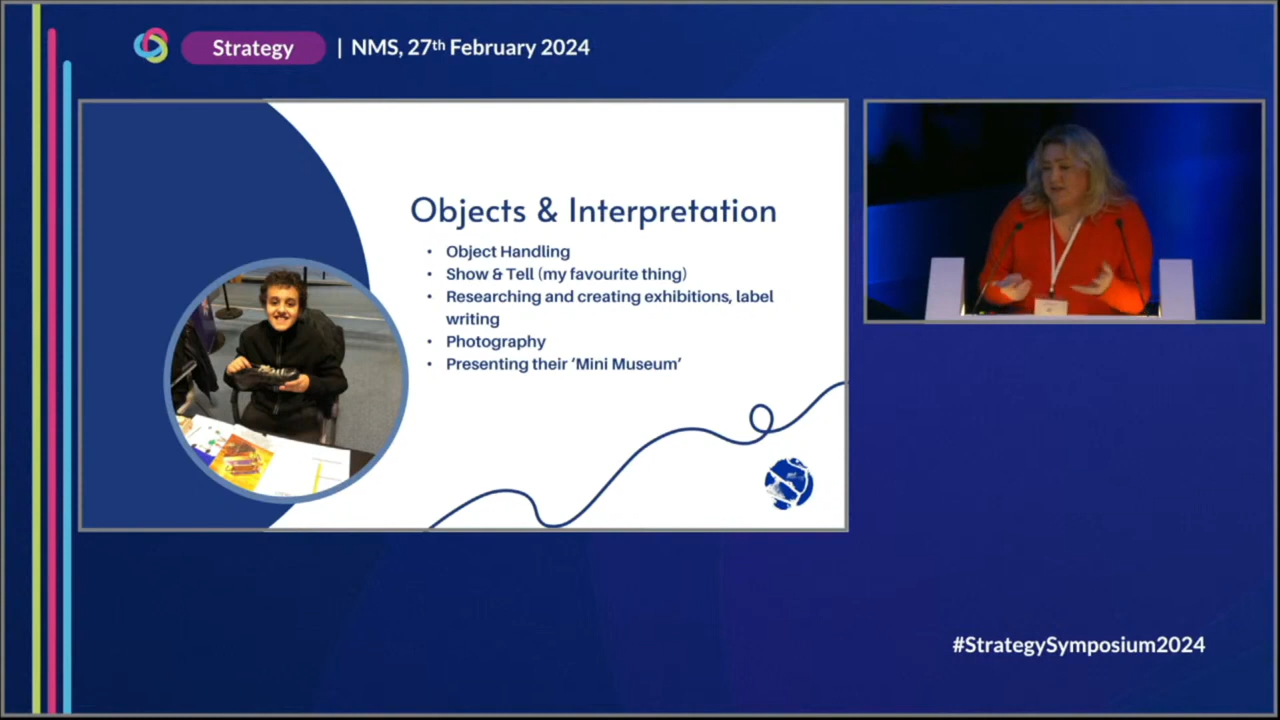 Strategy | NMS, 27th February 2024
Objects & Interpretation
• Object Handling
• Show & Tell (my favourite thing)
• Researching and creating exhibitions, label
writing
• Photography
• Presenting their ‘Mini Museum’
#StrategySymposium2024